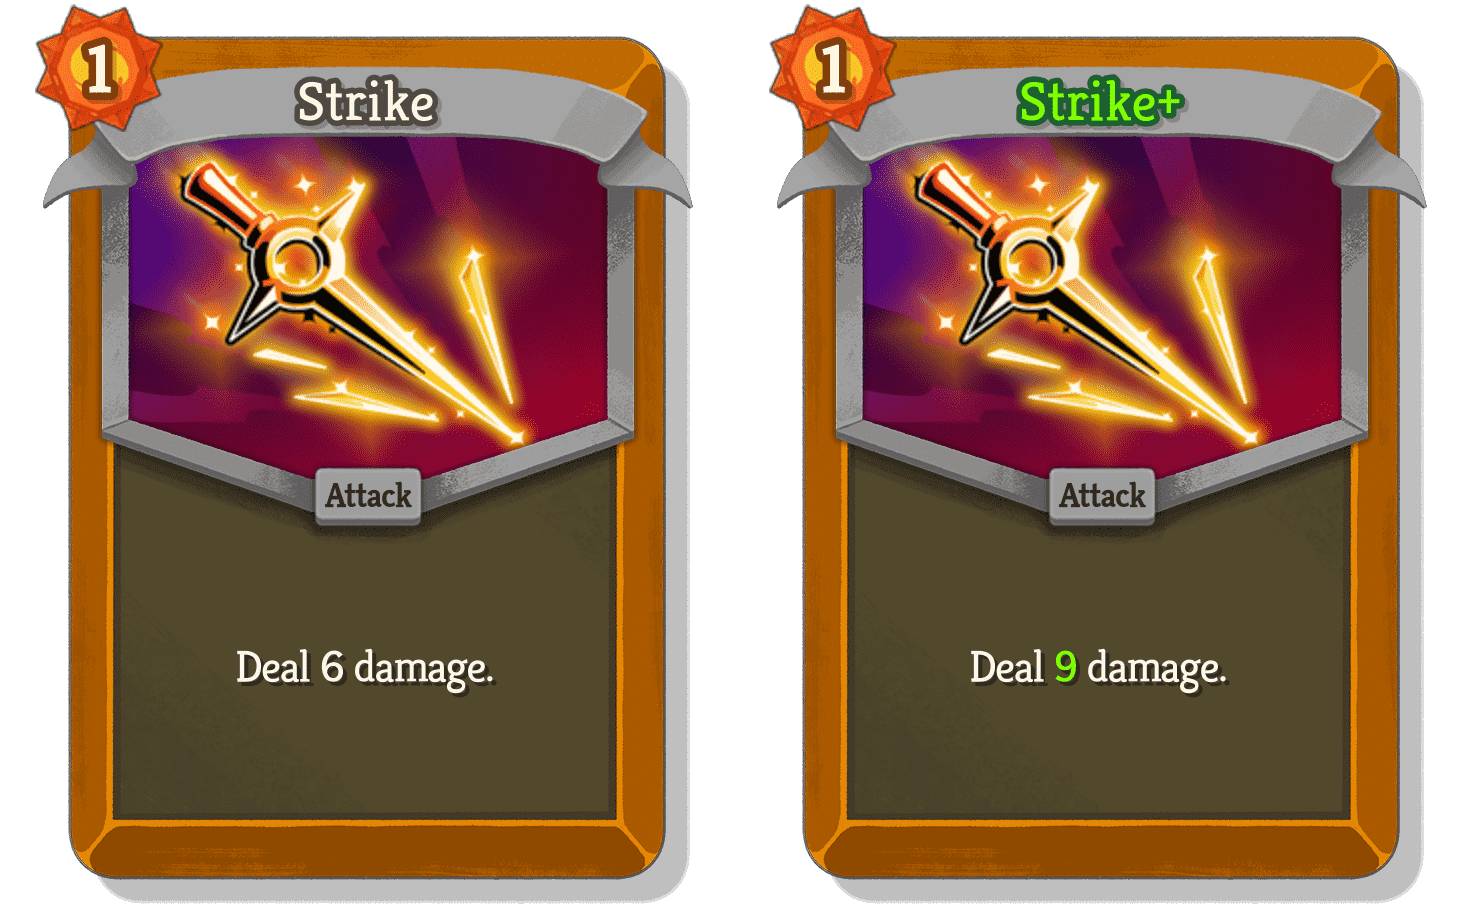 1
Strike
Attack
Deal 6 damage.
1
Strike+
Attack
Deal 9 damage.